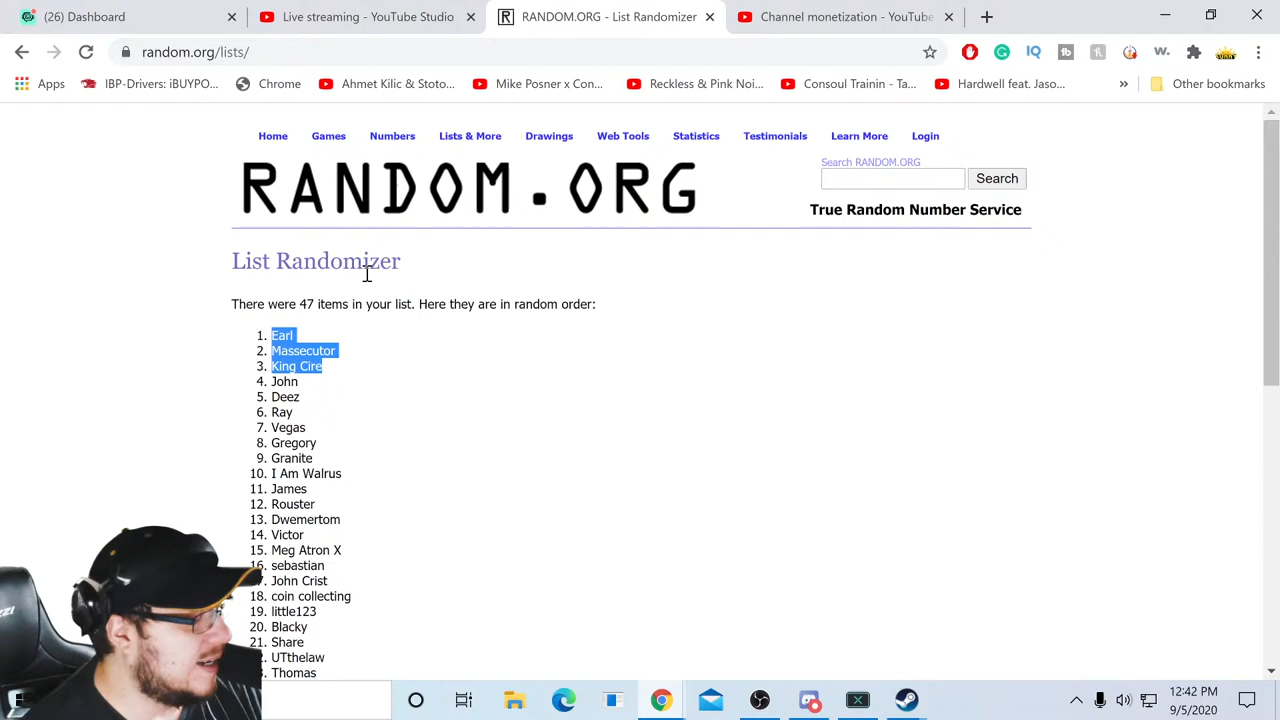 (26) Dashboard
Live streaming - YouTube Studio
RANDOM.ORG - List Randomizer
Channel monetization - YouTube
random.org/lists/
Apps
IBP-Drivers: iBUYPO...
Chrome
Ahmet Kilic & Stoto...
Mike Posner x Con...
Reckless & Pink Noi...
Consoul Trainin - Ta...
Hardwell feat. Jaso...
Other bookmarks
Home Games Numbers Lists & More Drawings Web Tools Statistics Testimonials Learn More Login
RANDOM.ORG
Search RANDOM.ORG
Search
True Random Number Service
List Randomizer
There were 47 items in your list. Here they are in random order:
1. Earl
2. Massecutor
3. King Cire
4. John
5. Deez
6. Ray
7. Vegas
8. Gregory
9. Granite
10. I Am Walrus
11. James
12. Rouster
13. Dwemertom
14. Victor
15. Meg Atron X
16. sebastian
7. John Crist
18. coin collecting
19. little123
20. Blacky
21. Share
2. UTthelaw
3. Thomas
12:42 PM
9/5/2020